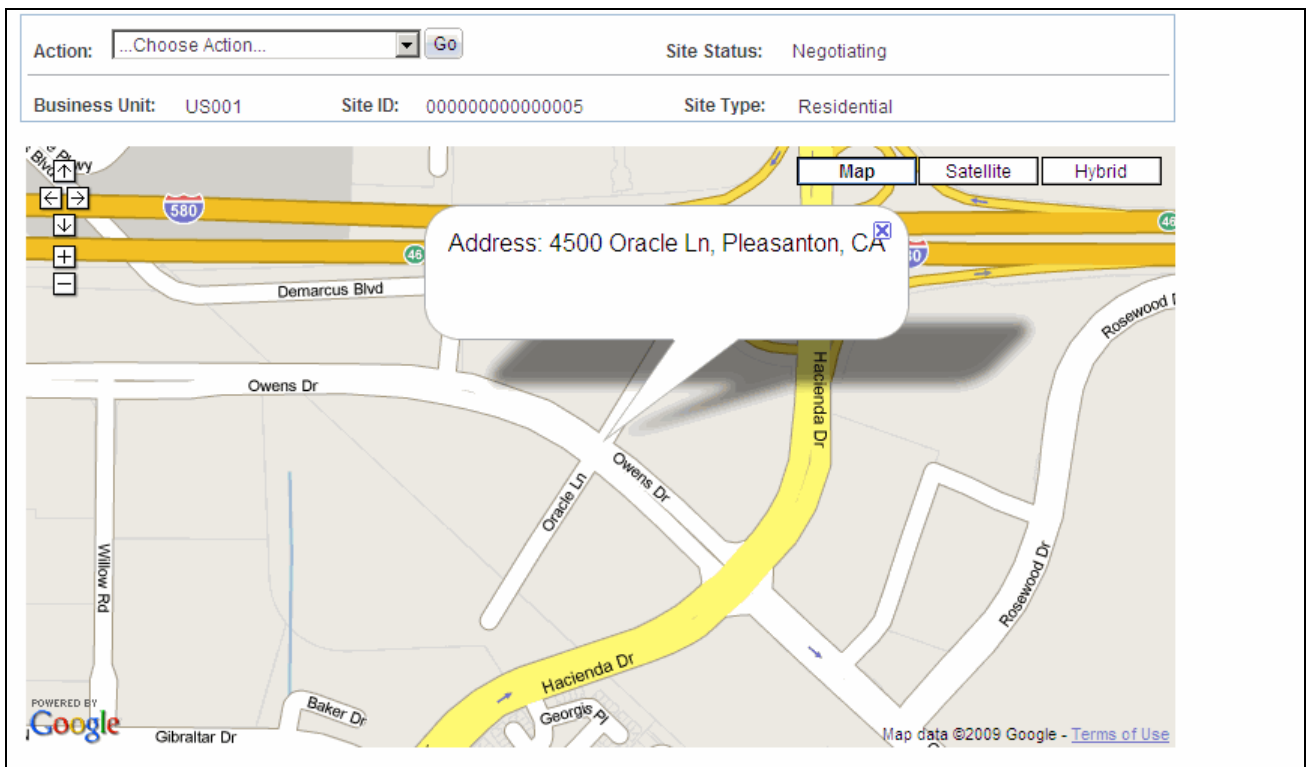 Action: ...Choose Action... Go Site Status: Negotiating
Business Unit: US001 Site ID: 000000000000005 Site Type: Residential
Map Satellite Hybrid
580
46
Address: 4500 Oracle Ln, Pleasanton, CA
46
Demarcus Blvd
Rosewood
Owens Dr
Hacienda Dr
Owens Dr
Oracle Ln
Willow Rd
Rosewood Dr
Hacienda Dr
Baker Dr
Georgis Pl
Gibraltar Dr
POWERED BY
Google
Map data ©2009 Google - Terms of Use